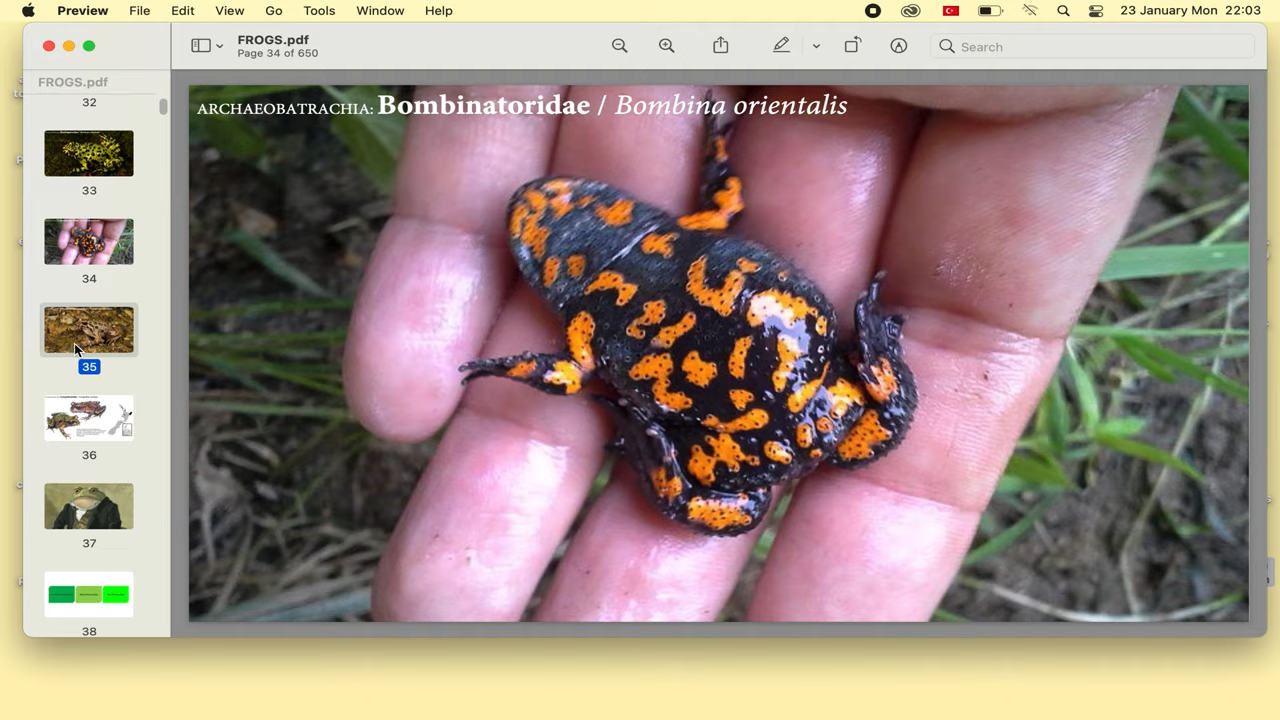 Preview File Edit View Go Tools Window Help 23 January Mon 22:03
FROGS.pdf
Page 34 of 650
Search
FROGS.pdf
32
33
34
35
36
37
38
ARCHAEOBATRACHIA: Bombinatoridae / Bombina orientalis